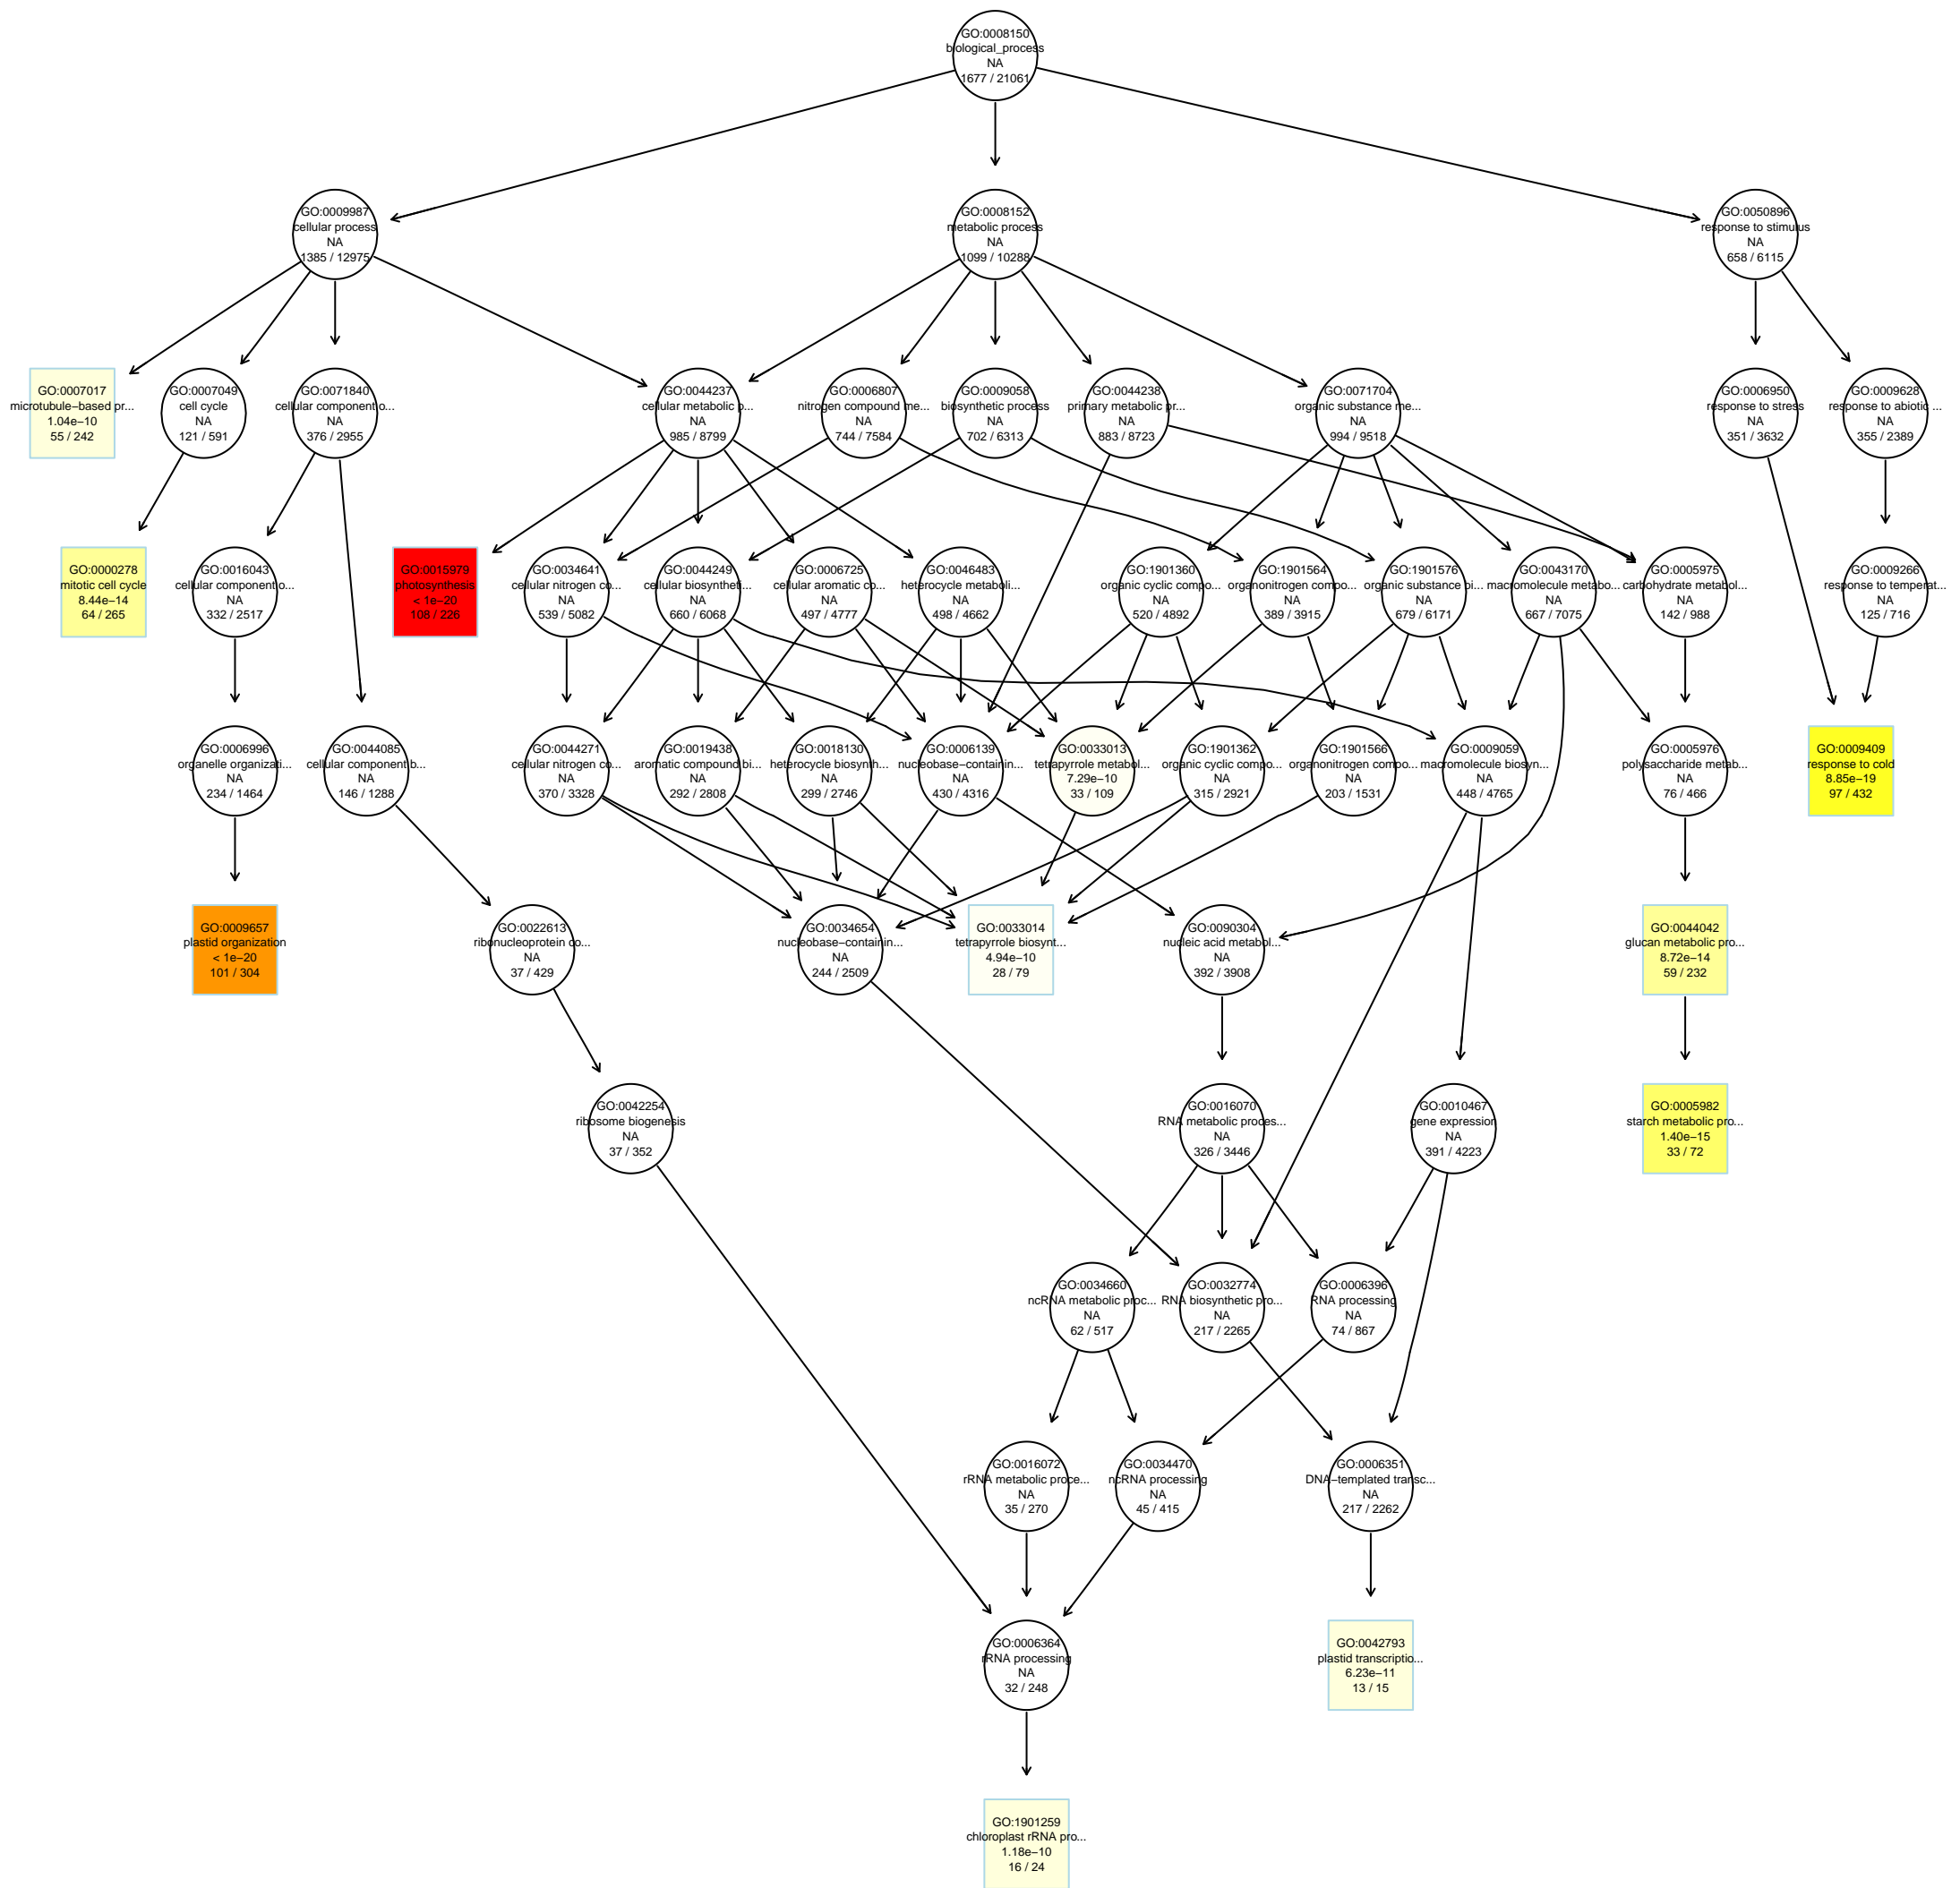 GO:0008150
biological_process
NA
1677 / 21061
GO:0009987
cellular process
NA
1385 / 12975
GO:0008152
metabolic process
NA
1099 / 10288
GO:0050896
response to stimulus
NA
658 / 6115
GO:0007017
microtubule−based pr...
1.04e−10
55 / 242
GO:0007049
cell cycle
NA
121 / 591
GO:0071840
cellular component o...
NA
376 / 2955
GO:0044237
cellular metabolic p...
NA
985 / 8799
GO:0006807
nitrogen compound me...
NA
744 / 7584
GO:0009058
biosynthetic process
NA
702 / 6313
GO:0044238
primary metabolic pr...
NA
883 / 8723
GO:0071704
organic substance me...
NA
994 / 9518
GO:0006950
response to stress
NA
351 / 3632
GO:0009628
response to abiotic ...
NA
355 / 2389
GO:0000278
mitotic cell cycle
8.44e−14
64 / 265
GO:0016043
cellular component o...
NA
332 / 2517
GO:0015979
photosynthesis
< 1e−20
108 / 226
GO:0034641
cellular nitrogen co...
NA
539 / 5082
GO:0044249
cellular biosyntheti...
NA
660 / 6068
GO:0006725
cellular aromatic co...
NA
497 / 4777
GO:0046483
heterocycle metaboli...
NA
498 / 4662
GO:1901360
organic cyclic compo...
NA
520 / 4892
GO:1901564
organonitrogen compo...
NA
389 / 3915
GO:1901576
organic substance bi...
NA
679 / 6171
GO:0043170
macromolecule metabo...
NA
667 / 7075
GO:0005975
carbohydrate metabol...
NA
142 / 988
GO:0009266
response to temperat...
NA
125 / 716
GO:0006996
organelle organizati...
NA
234 / 1464
GO:0044085
cellular component b...
NA
146 / 1288
GO:0044271
cellular nitrogen co...
NA
370 / 3328
GO:0019438
aromatic compound bi...
NA
292 / 2808
GO:0018130
heterocycle biosynth...
NA
299 / 2746
GO:0006139
nucleobase−containin...
NA
430 / 4316
GO:0033013
tetrapyrrole metabol...
7.29e−10
33 / 109
GO:1901362
organic cyclic compo...
NA
315 / 2921
GO:1901566
organonitrogen compo...
NA
203 / 1531
GO:0009059
macromolecule biosyn...
NA
448 / 4765
GO:0005976
polysaccharide metab...
NA
76 / 466
GO:0009409
response to cold
8.85e−19
97 / 432
GO:0009657
plastid organization
< 1e−20
101 / 304
GO:0022613
ribonucleoprotein co...
NA
37 / 429
GO:0034654
nucleobase−containin...
NA
244 / 2509
GO:0033014
tetrapyrrole biosynt...
4.94e−10
28 / 79
GO:0090304
nucleic acid metabol...
NA
392 / 3908
GO:0044042
glucan metabolic pro...
8.72e−14
59 / 232
GO:0042254
ribosome biogenesis
NA
37 / 352
GO:0016070
RNA metabolic proces...
NA
326 / 3446
GO:0010467
gene expression
NA
391 / 4223
GO:0005982
starch metabolic pro...
1.40e−15
33 / 72
GO:0034660
ncRNA metabolic proc...
NA
62 / 517
GO:0032774
RNA biosynthetic pro...
NA
217 / 2265
GO:0006396
RNA processing
NA
74 / 867
GO:0016072
rRNA metabolic proce...
NA
35 / 270
GO:0034470
ncRNA processing
NA
45 / 415
GO:0006351
DNA−templated transc...
NA
217 / 2262
GO:0006364
rRNA processing
NA
32 / 248
GO:0042793
plastid transcriptio...
6.23e−11
13 / 15
GO:1901259
chloroplast rRNA pro...
1.18e−10
16 / 24